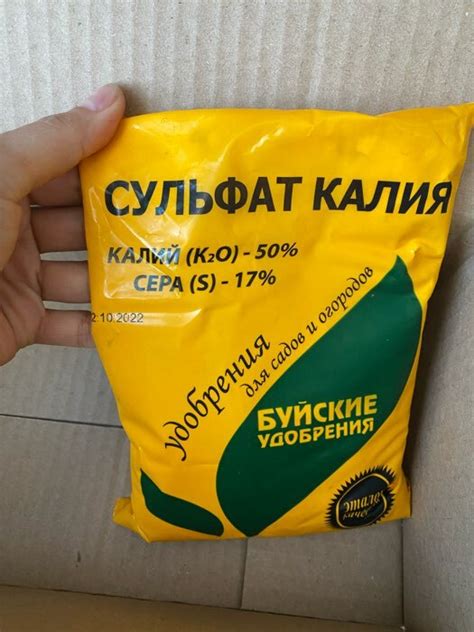 СУЛЬФАТ КАЛИЯ
КАЛИЙ (K₂O) - 50%
СЕРА (S) - 17%
2 10 2022
удобрения
для садов и огородов
БУЙСКИЕ
УДОБРЕНИЯ